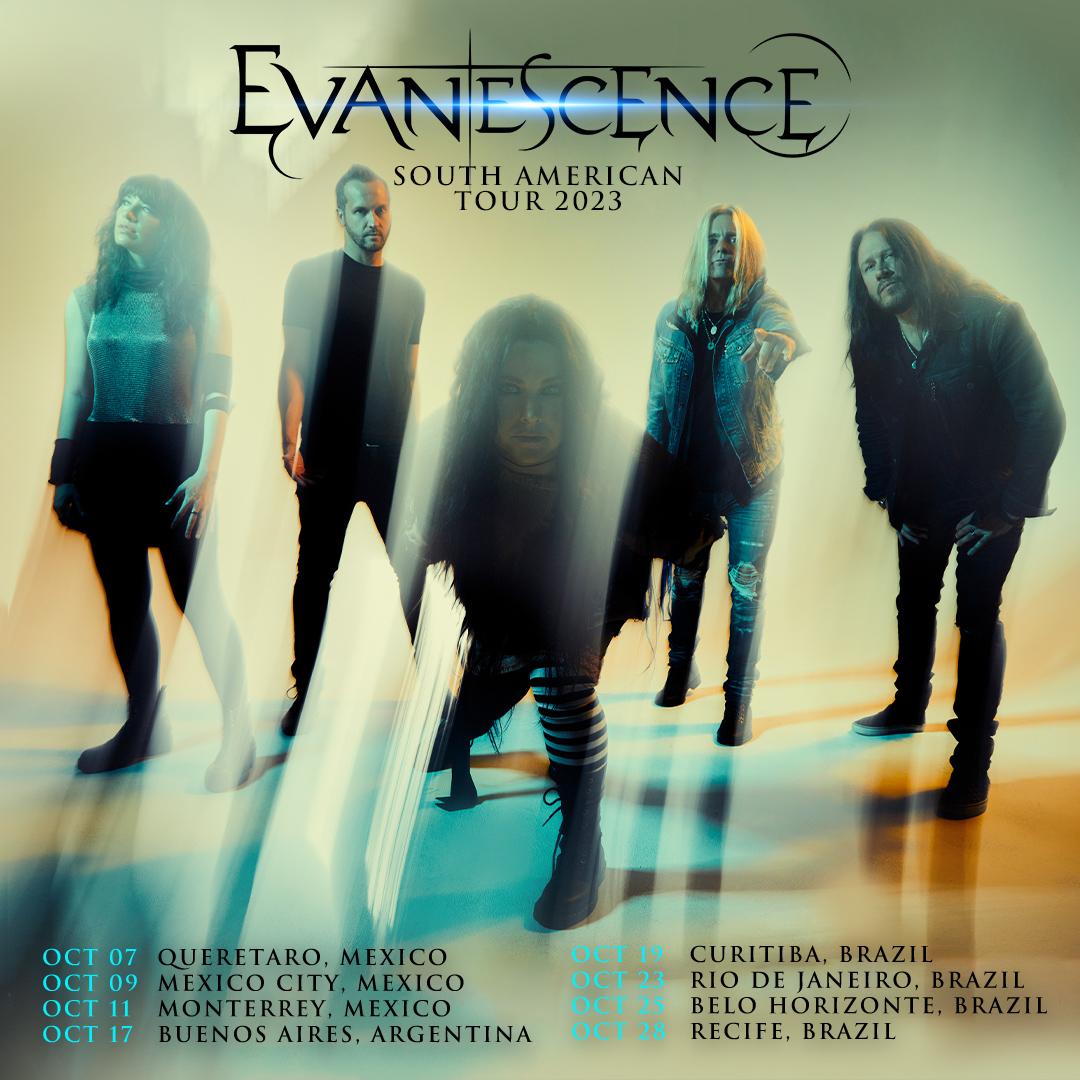 EVANESCENCE
SOUTH AMERICAN
TOUR 2023
OCT 07 QUERETARO, MEXICO
OCT 09 MEXICO CITY, MEXICO
OCT 11 MONTERREY, MEXICO
OCT 17 BUENOS AIRES, ARGENTINA
OCT 19 CURITIBA, BRAZIL
OCT 23 RIO DE JANEIRO, BRAZIL
OCT 25 BELO HORIZONTE, BRAZIL
OCT 28 RECIFE, BRAZIL